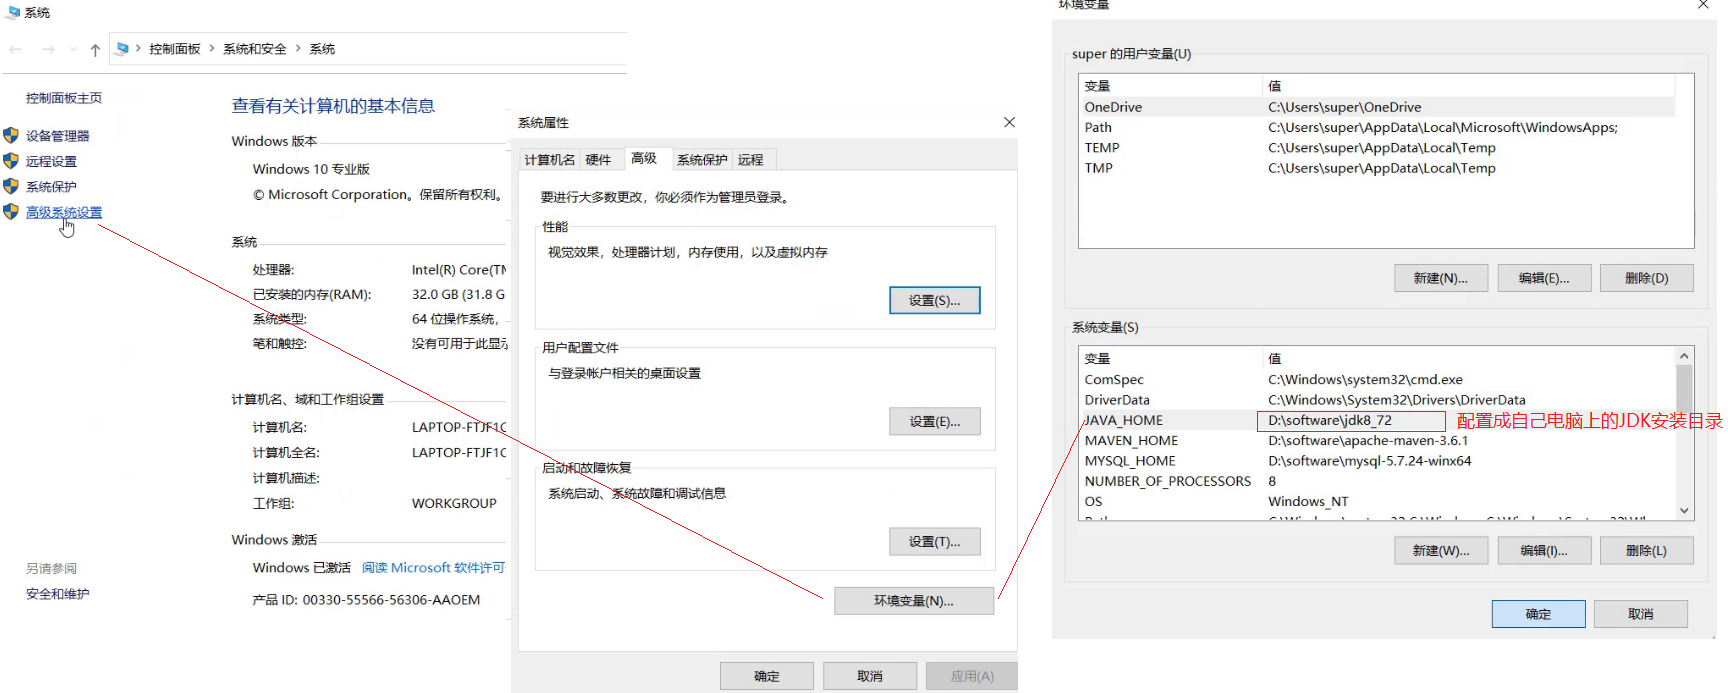 系统
控制面板 > 系统和安全 > 系统
控制面板主页
设备管理器
远程设置
系统保护
高级系统设置
另请参阅
安全和维护
查看有关计算机的基本信息
Windows 版本
Windows 10 专业版
© Microsoft Corporation。保留所有权利。
系统
处理器: Intel(R) Core(TM
已安装的内存(RAM): 32.0 GB (31.8 G
系统类型: 64 位操作系统,
笔和触控: 没有可用于此显示
计算机名、域和工作组设置
计算机名: LAPTOP-FTJF1C
计算机全名: LAPTOP-FTJF1C
计算机描述:
工作组: WORKGROUP
Windows 激活
Windows 已激活 阅读 Microsoft 软件许可
产品 ID: 00330-55566-56306-AAOEM
系统属性
计算机名 硬件 高级 系统保护 远程
要进行大多数更改，你必须作为管理员登录。
性能
视觉效果，处理器计划，内存使用，以及虚拟内存
设置(S)...
用户配置文件
与登录帐户相关的桌面设置
设置(E)...
启动和故障恢复
系统启动、系统故障和调试信息
设置(T)...
环境变量(N)...
确定 取消 应用(A)
环境变量
super 的用户变量(U)
变量 值
OneDrive C:\Users\super\OneDrive
Path C:\Users\super\AppData\Local\Microsoft\WindowsApps;
TEMP C:\Users\super\AppData\Local\Temp
TMP C:\Users\super\AppData\Local\Temp
新建(N)... 编辑(E)... 删除(D)
系统变量(S)
变量 值
ComSpec C:\Windows\system32\cmd.exe
DriverData C:\Windows\System32\Drivers\DriverData
JAVA_HOME D:\software\jdk8_72 配置成自己电脑上的JDK安装目录
MAVEN_HOME D:\software\apache-maven-3.6.1
MYSQL_HOME D:\software\mysql-5.7.24-winx64
NUMBER_OF_PROCESSORS 8
OS Windows_NT
新建(W)... 编辑(I)... 删除(L)
确定 取消